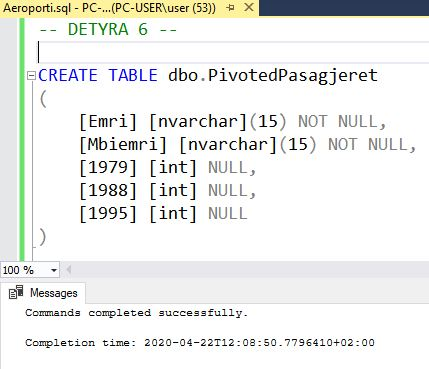 Aeroporti.sql - PC-...(PC-USER\user (53))
-- DETYRA 6 --
CREATE TABLE dbo.PivotedPasagjeret
(
[Emri] [nvarchar](15) NOT NULL,
[Mbiemri] [nvarchar](15) NOT NULL,
[1979] [int] NULL,
[1988] [int] NULL,
[1995] [int] NULL
)
100 %
Messages
Commands completed successfully.
Completion time: 2020-04-22T12:08:50.7796410+02:00